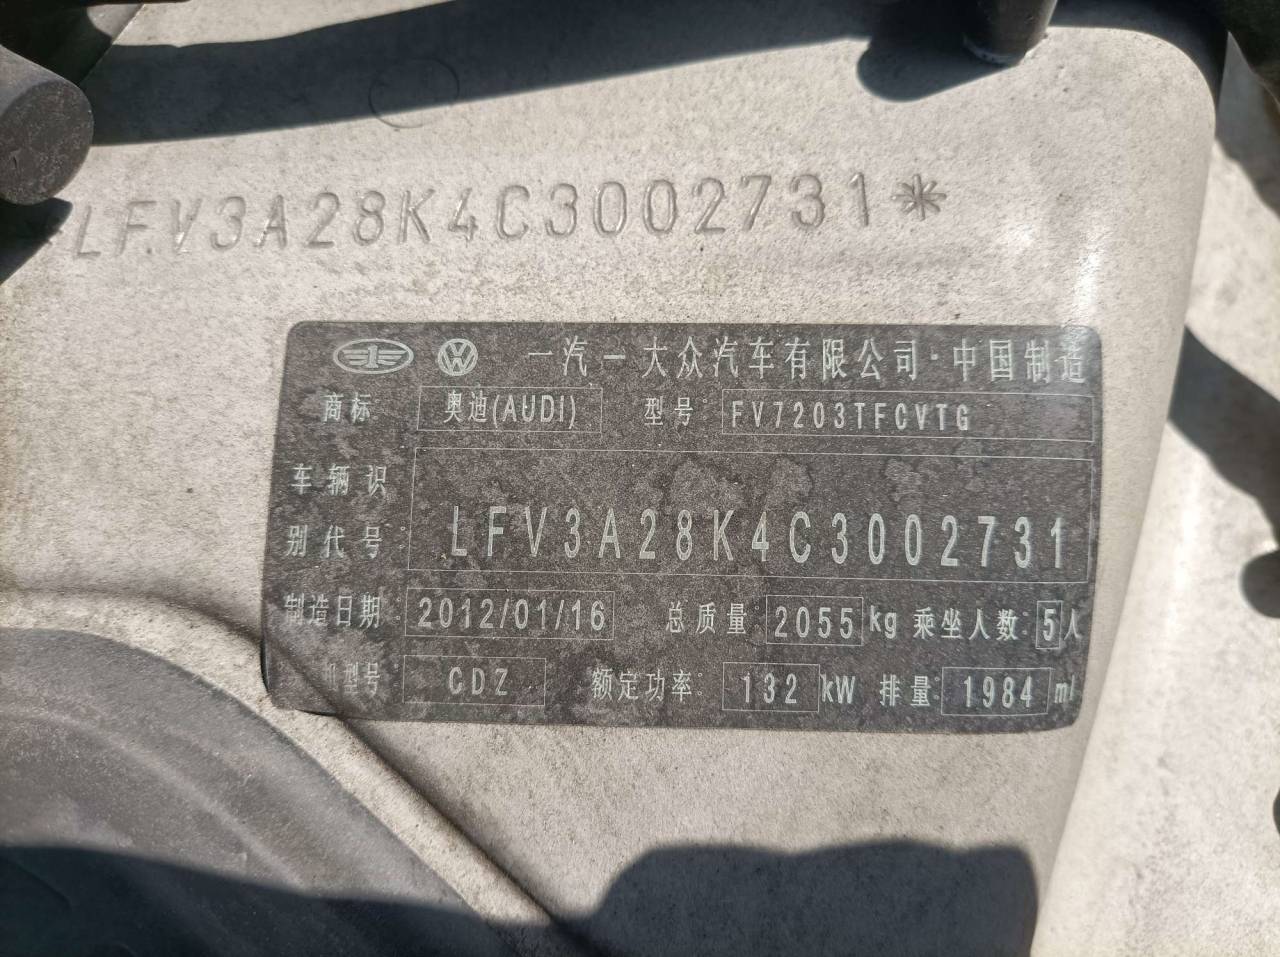 LFV3A28K4C3002731*
一汽一大众汽车有限公司·中国制造
商标 奥迪(AUDI) 型号: FV7203TFCVTG
车辆识
别代号: LFV3A28K4C3002731
制造日期: 2012/01/16 总质量: 2055 kg 乘坐人数: 5 人
机型号: CDZ 额定功率: 132 kW 排量: 1984 ml